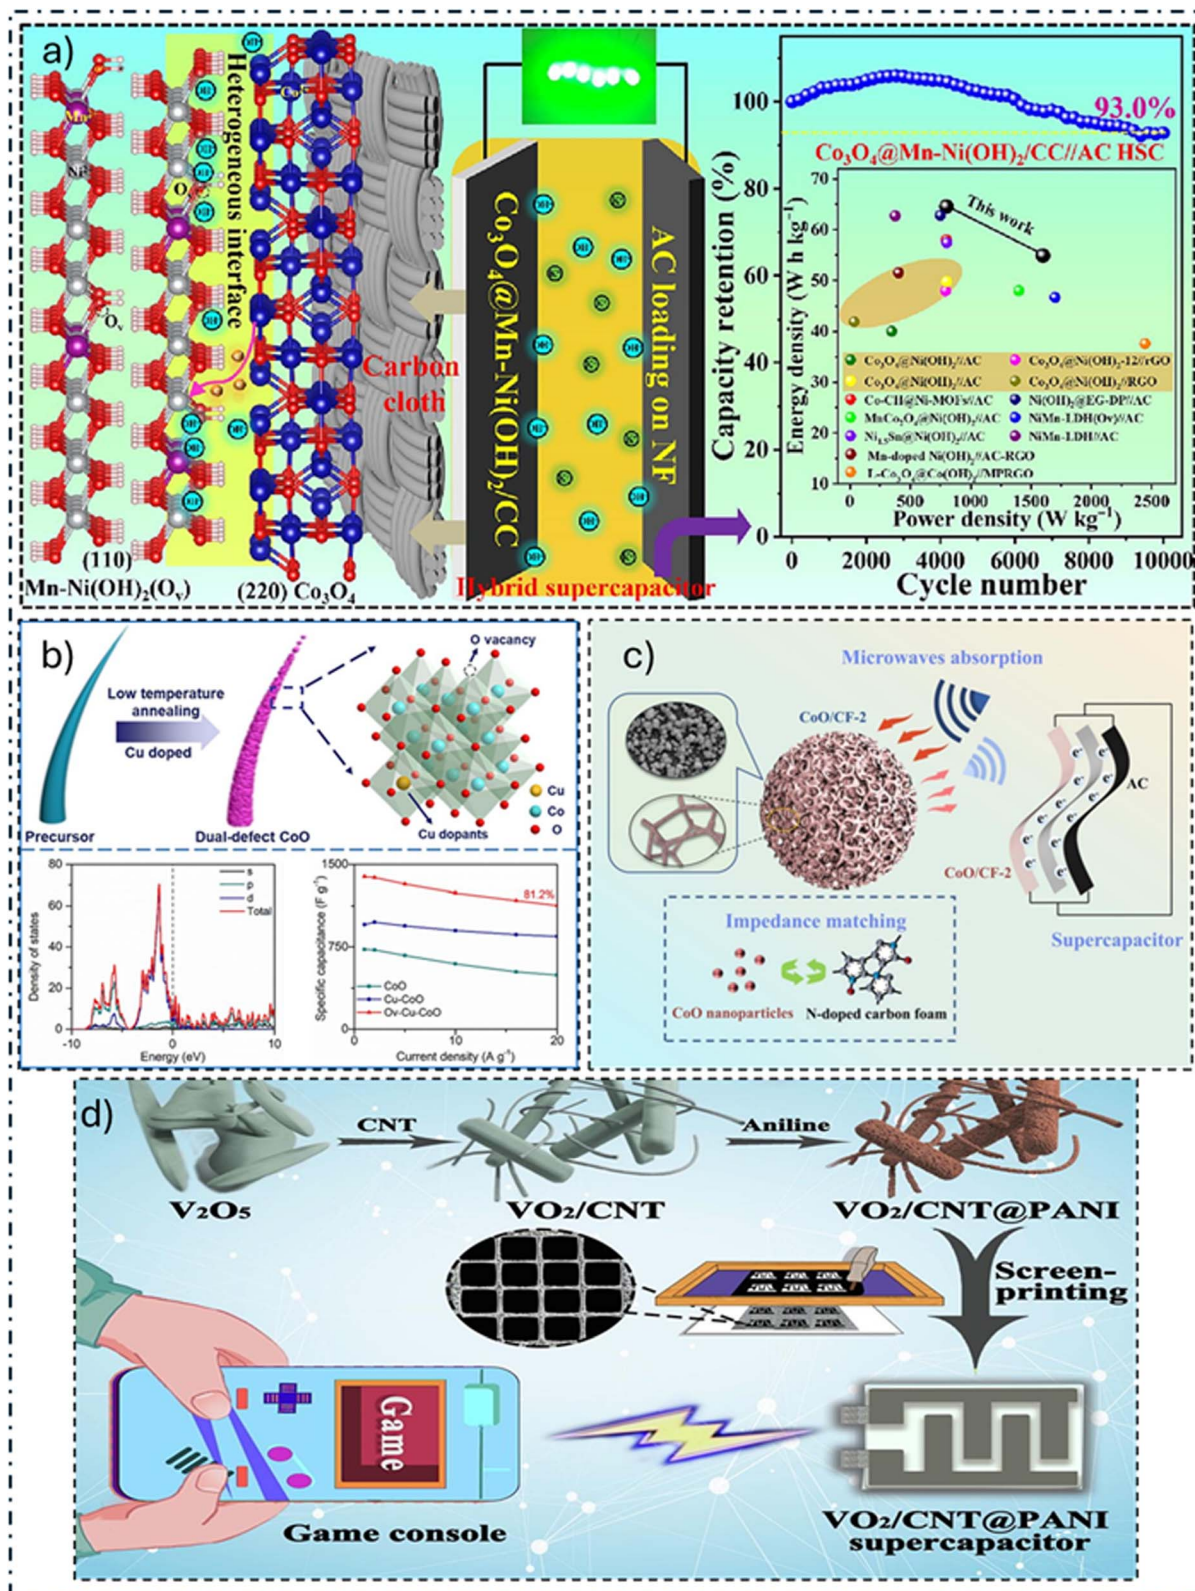 a)
Heterogeneous interface
Mn
Ni
O
Ov
Co
(110)
Mn-Ni(OH)2(Ov)
(220) Co3O4
Carbon
cloth
Co3O4@Mn-Ni(OH)2/CC
AC loading on NF
Hybrid supercapacitor
Capacity retention (%)
100
80
60
40
20
0
93.0%
Co3O4@Mn-Ni(OH)2/CC//AC HSC
Energy density (W h kg⁻¹)
70
60
50
40
30
20
10
This work
Co3O4@Ni(OH)2//AC
Co3O4@Ni(OH)2-12//rGO
Co3O4@Ni(OH)2//AC
Co3O4@Ni(OH)2//RGO
Co-CH@Ni-MOFs//AC
Ni(OH)2@EG-DP//AC
MnCo2O4@Ni(OH)2//AC
NiMn-LDH(Ov)//AC
Ni1.5Sn@Ni(OH)2//AC
NiMn-LDH//AC
Mn-doped Ni(OH)2//AC-RGO
L-Co3O4@Co(OH)2//MPRGO
0 500 1000 1500 2000 2500
Power density (W kg⁻¹)
0 2000 4000 6000 8000 10000
Cycle number
b)
O vacancy
Low temperature
annealing
Cu doped
Precursor
Dual-defect CoO
Cu dopants
Cu
Co
O
Density of states
80
60
40
20
0
s
p
d
Total
-10 0 10
Energy (eV)
Specific capacitance (F g⁻¹)
1500
750
0
81.2%
CoO
Cu-CoO
Ov-Cu-CoO
0 10 20
Current density (A g⁻¹)
c)
Microwaves absorption
CoO/CF-2
e⁻ e⁻
e⁻ e⁻
e⁻ e⁻
e⁻ e⁻
AC
CoO/CF-2
Supercapacitor
Impedance matching
CoO nanoparticles
N-doped carbon foam
d)
CNT
Aniline
V2O5
VO2/CNT
VO2/CNT@PANI
Screen-
printing
Game
Game console
VO2/CNT@PANI
supercapacitor